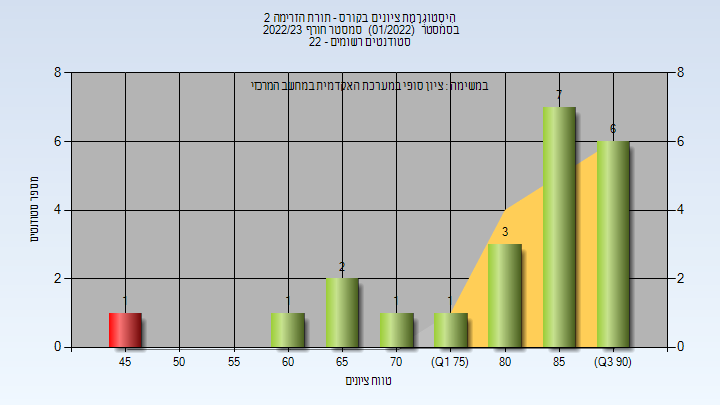 היסטוגרמת ציונים בקורס - תורת הזרימה 2
בסמסטר (01/2022) סמסטר חורף 2022/23
סטודנטים רשומים - 22
במשימה: ציון סופי במערכת האקדמית במחשב המרכזי
8 8
6 6
4 4
2 2
0 0
1 1 2 1 1 3 7 6
מספר סטודנטים
45 50 55 60 65 70 (Q1 75) 80 85 (Q3 90)
טווח ציונים